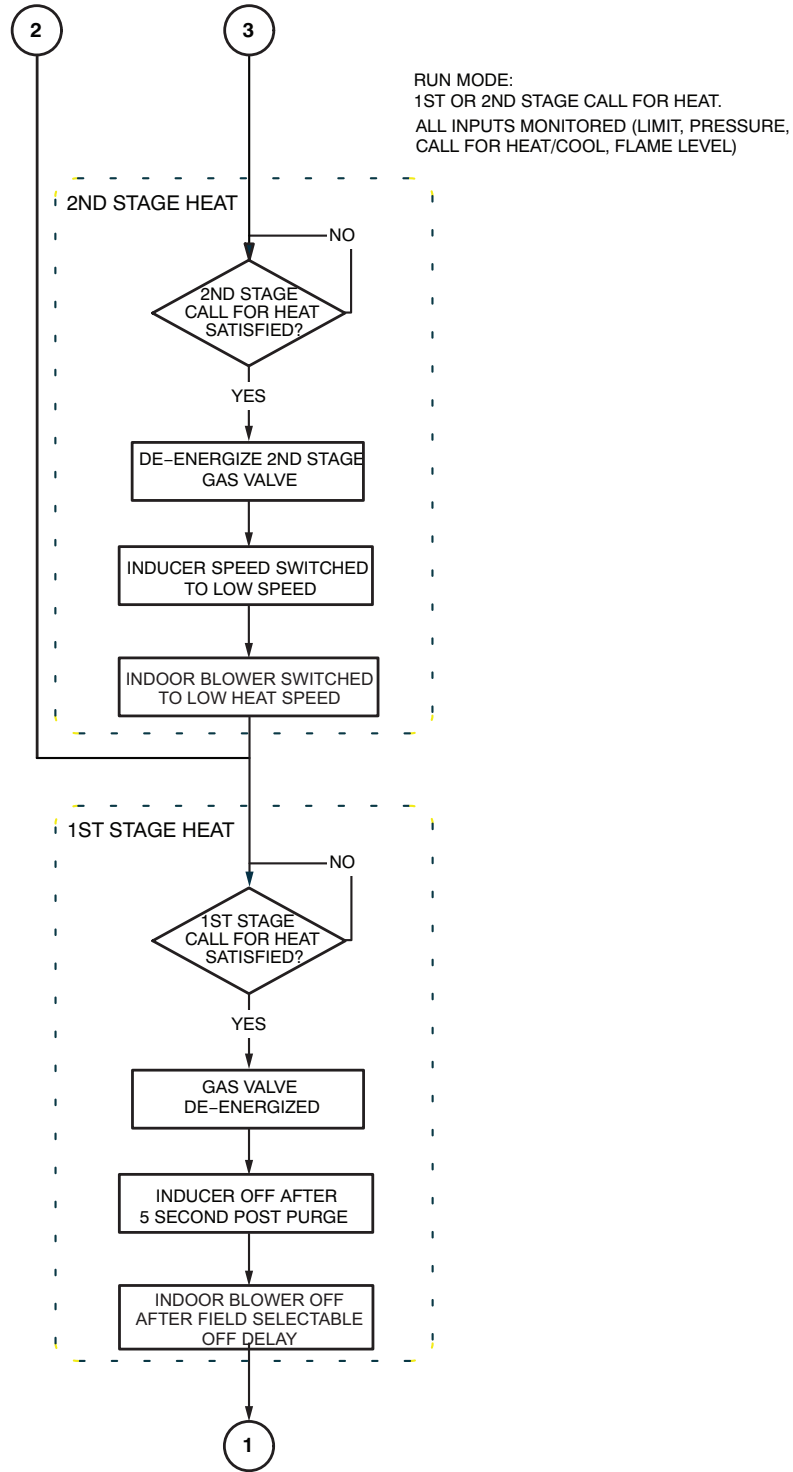 2
3
RUN MODE:
1ST OR 2ND STAGE CALL FOR HEAT.
ALL INPUTS MONITORED (LIMIT, PRESSURE,
CALL FOR HEAT/COOL, FLAME LEVEL)
2ND STAGE HEAT
NO
2ND STAGE
CALL FOR HEAT
SATISFIED?
YES
DE–ENERGIZE 2ND STAGE
GAS VALVE
INDUCER SPEED SWITCHED
TO LOW SPEED
INDOOR BLOWER SWITCHED
TO LOW HEAT SPEED
1ST STAGE HEAT
NO
1ST STAGE
CALL FOR HEAT
SATISFIED?
YES
GAS VALVE
DE–ENERGIZED
INDUCER OFF AFTER
5 SECOND POST PURGE
INDOOR BLOWER OFF
AFTER FIELD SELECTABLE
OFF DELAY
1